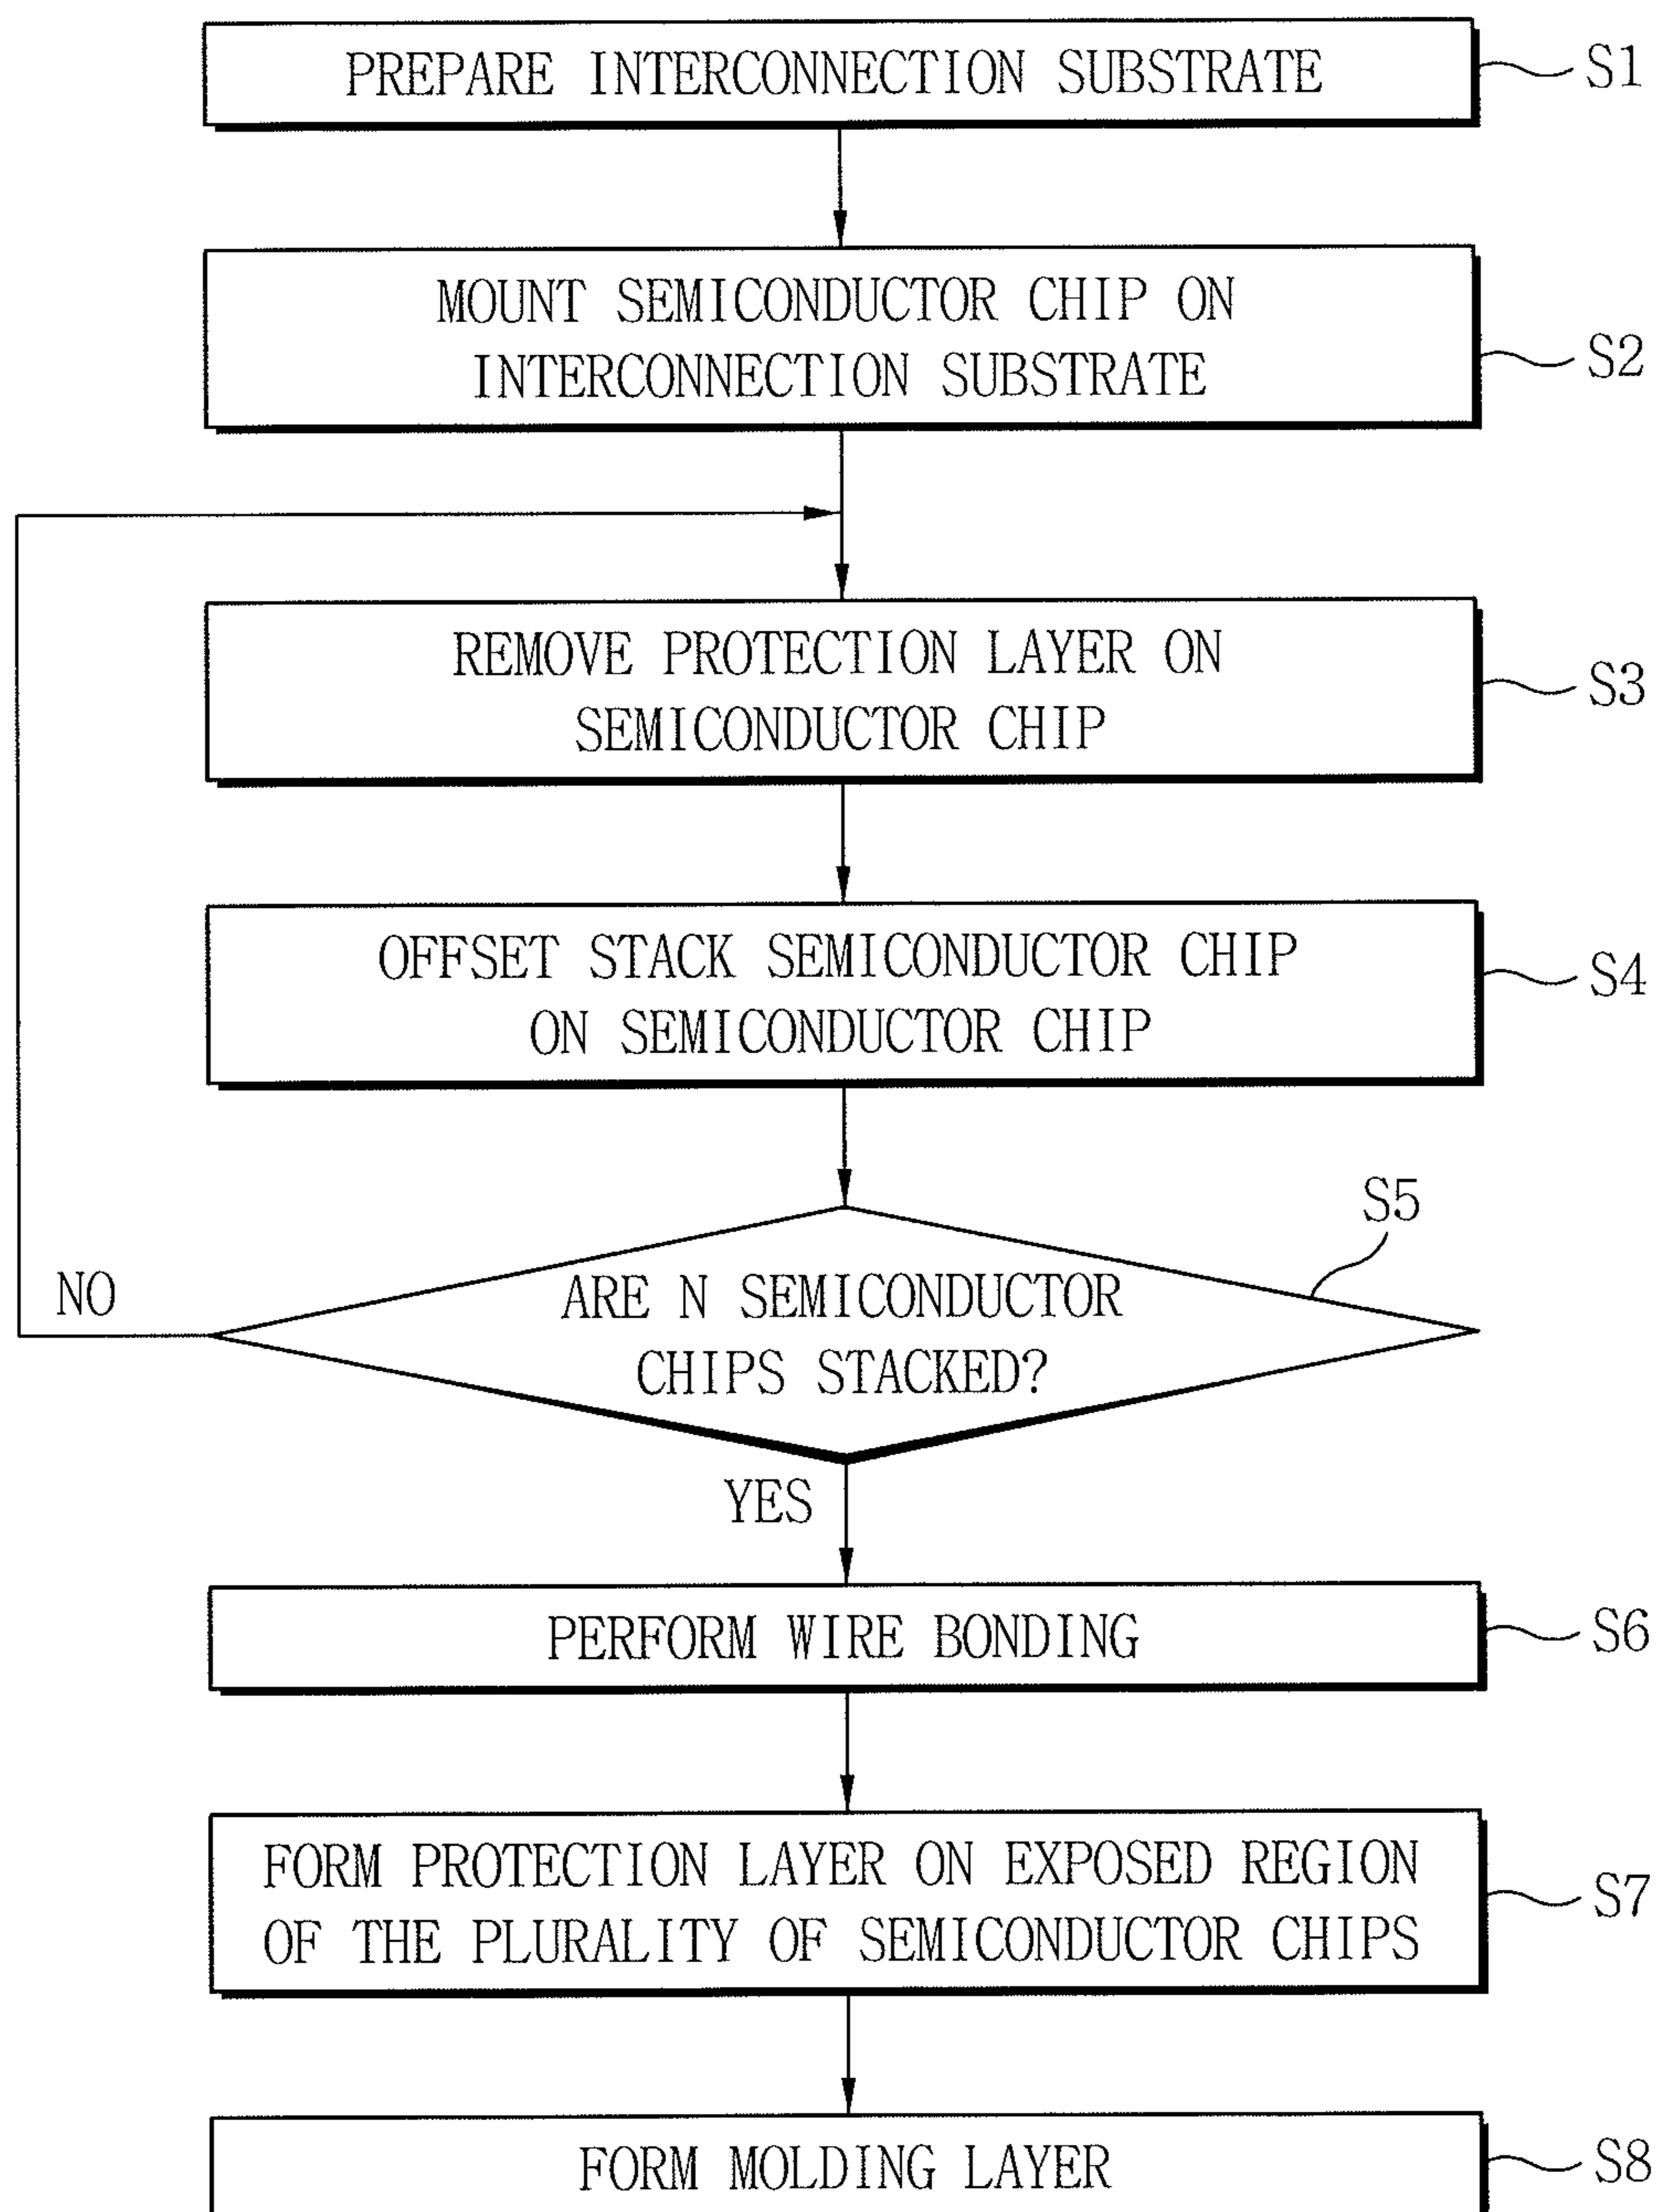 PREPARE INTERCONNECTION SUBSTRATE
S1
MOUNT SEMICONDUCTOR CHIP ON
INTERCONNECTION SUBSTRATE
S2
REMOVE PROTECTION LAYER ON
SEMICONDUCTOR CHIP
S3
OFFSET STACK SEMICONDUCTOR CHIP
ON SEMICONDUCTOR CHIP
S4
S5
ARE N SEMICONDUCTOR
CHIPS STACKED?
NO
YES
PERFORM WIRE BONDING
S6
FORM PROTECTION LAYER ON EXPOSED REGION
OF THE PLURALITY OF SEMICONDUCTOR CHIPS
S7
FORM MOLDING LAYER
S8